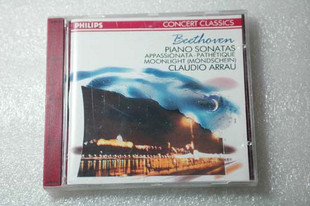 PHILIPS
CONCERT CLASSICS
Beethoven
PIANO SONATAS
APPASSIONATA · PATHÉTIQUE
MOONLIGHT (MONDSCHEIN)
CLAUDIO ARRAU